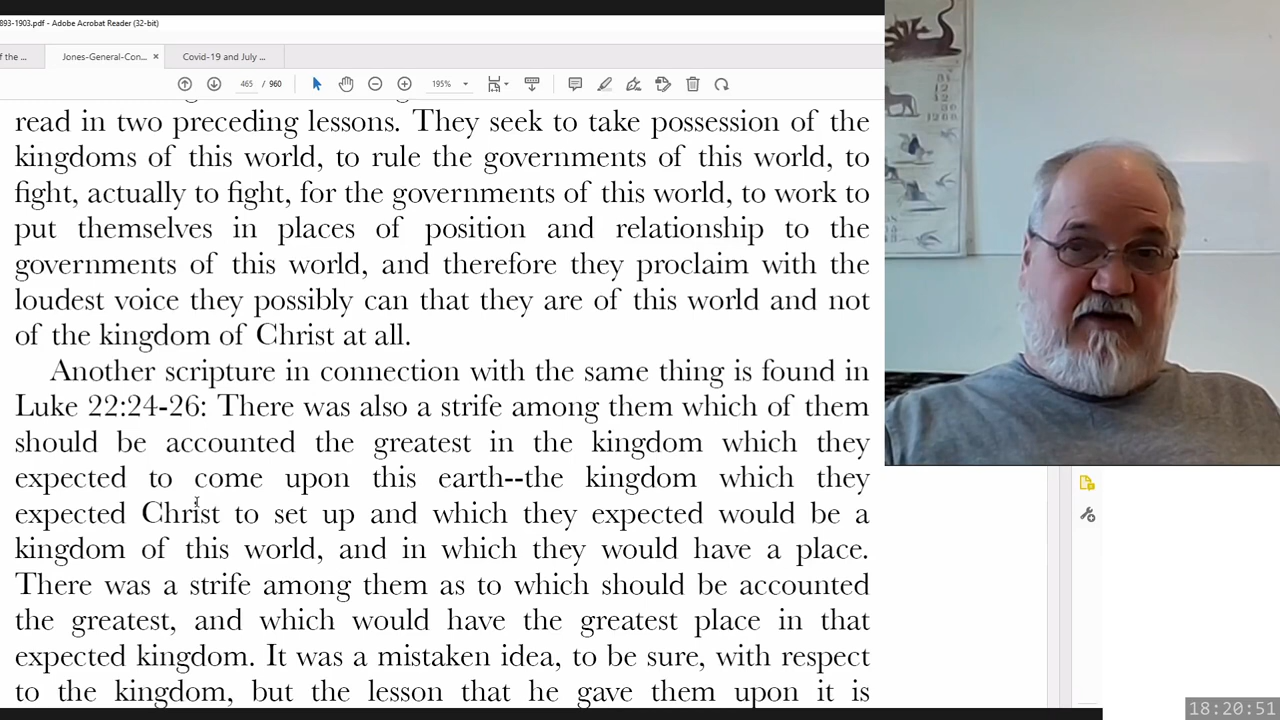 893-1903.pdf - Adobe Acrobat Reader (32-bit)
f the ...
Jones-General-Con... ×
Covid-19 and July ...
465 / 960
195%
read in two preceding lessons. They seek to take possession of the
kingdoms of this world, to rule the governments of this world, to
fight, actually to fight, for the governments of this world, to work to
put themselves in places of position and relationship to the
governments of this world, and therefore they proclaim with the
loudest voice they possibly can that they are of this world and not
of the kingdom of Christ at all.
Another scripture in connection with the same thing is found in
Luke 22:24-26: There was also a strife among them which of them
should be accounted the greatest in the kingdom which they
expected to come upon this earth--the kingdom which they
expected Christ to set up and which they expected would be a
kingdom of this world, and in which they would have a place.
There was a strife among them as to which should be accounted
the greatest, and which would have the greatest place in that
expected kingdom. It was a mistaken idea, to be sure, with respect
to the kingdom, but the lesson that he gave them upon it is
18:20:51